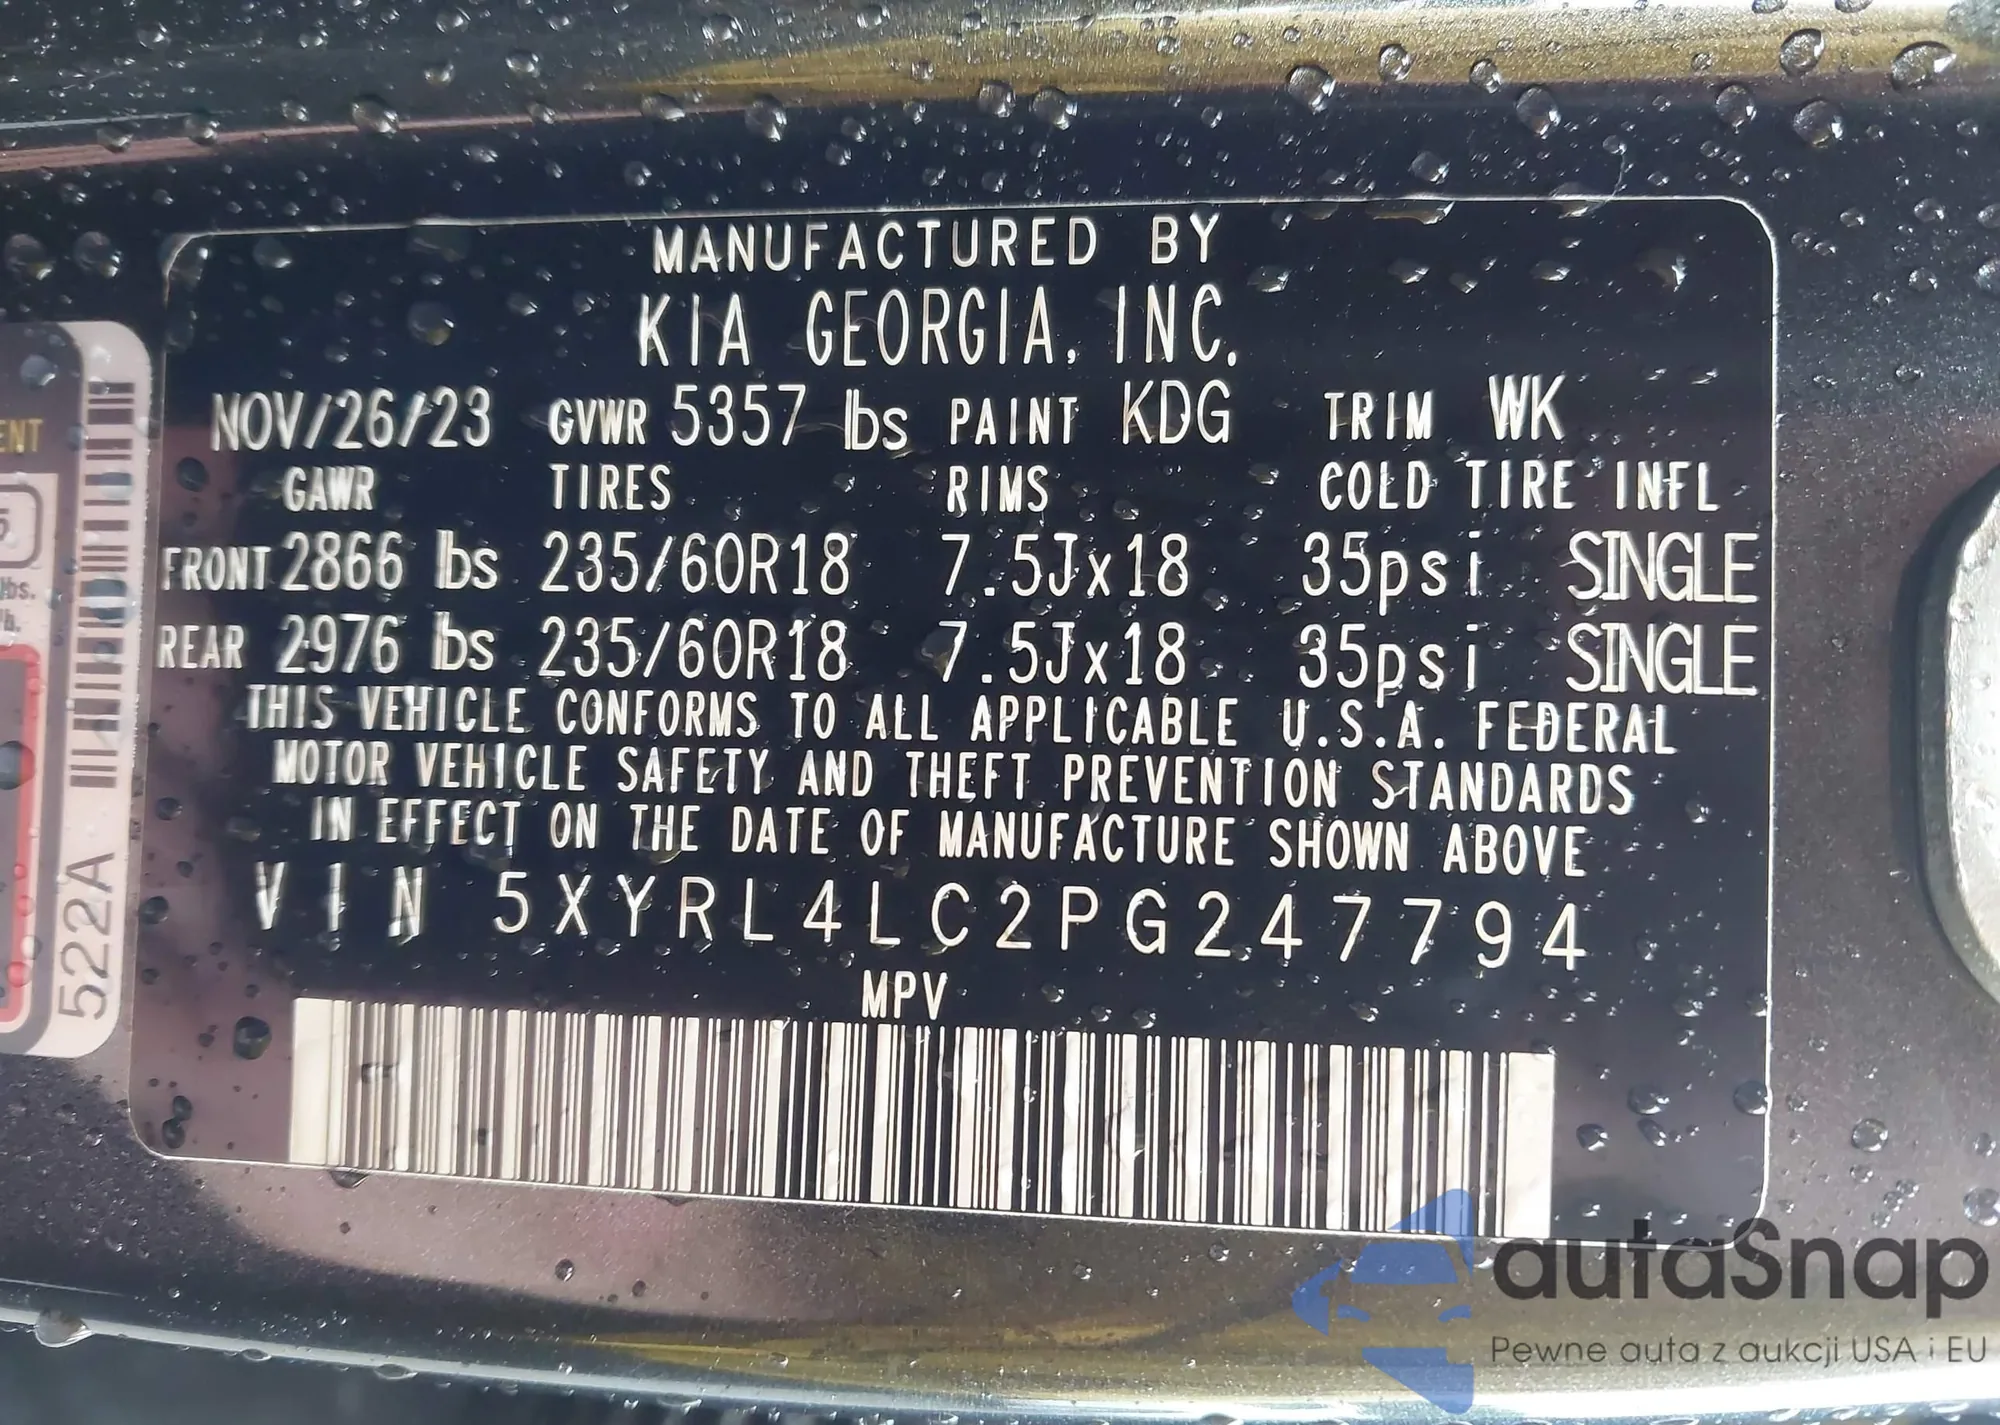 MANUFACTURED BY
KIA GEORGIA, INC.
NOV/26/23 GVWR 5357 lbs PAINT KDG TRIM WK
GAWR TIRES RIMS COLD TIRE INFL
FRONT 2866 lbs 235/60R18 7.5Jx18 35psi SINGLE
REAR 2976 lbs 235/60R18 7.5Jx18 35psi SINGLE
THIS VEHICLE CONFORMS TO ALL APPLICABLE U.S.A. FEDERAL
MOTOR VEHICLE SAFETY AND THEFT PREVENTION STANDARDS
IN EFFECT ON THE DATE OF MANUFACTURE SHOWN ABOVE
VIN 5XYRL4LC2PG247794
MPV
522A
lbs.
autaSnap
Pewne auta z aukcji USA i EU